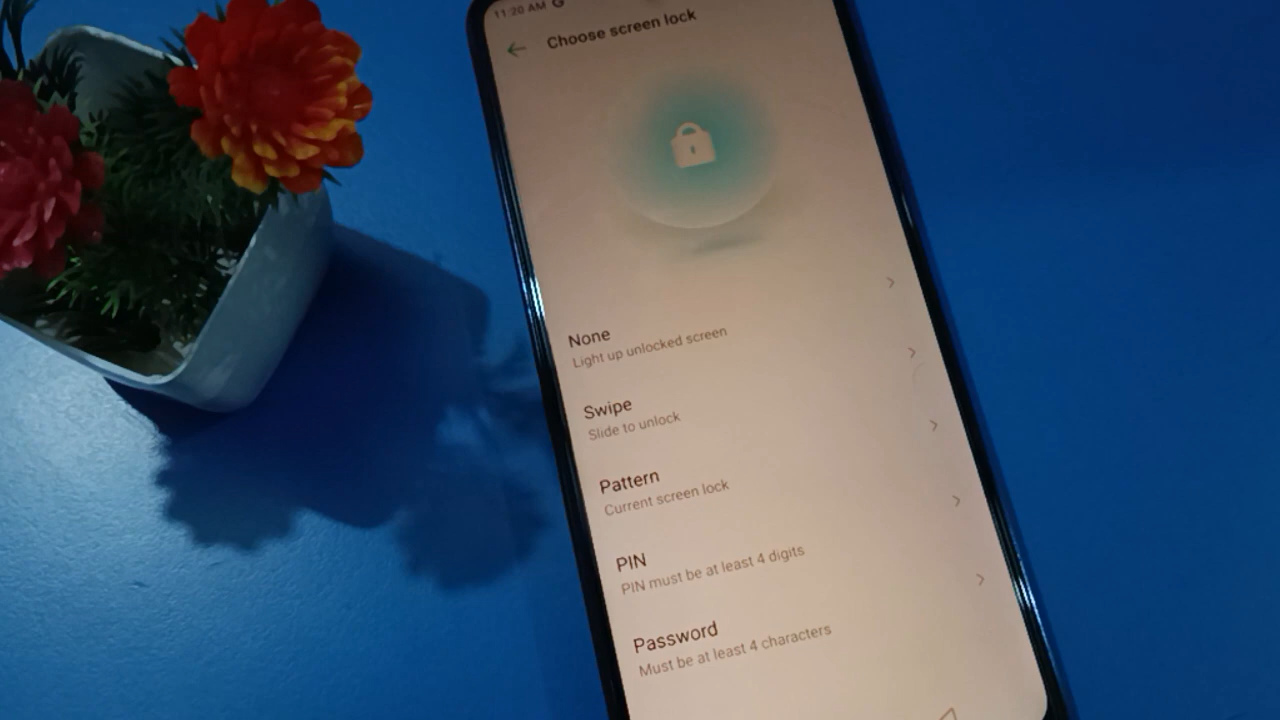 11:20 AM G
Choose screen lock
None
Light up unlocked screen
Swipe
Slide to unlock
Pattern
Current screen lock
PIN
PIN must be at least 4 digits
Password
Must be at least 4 characters